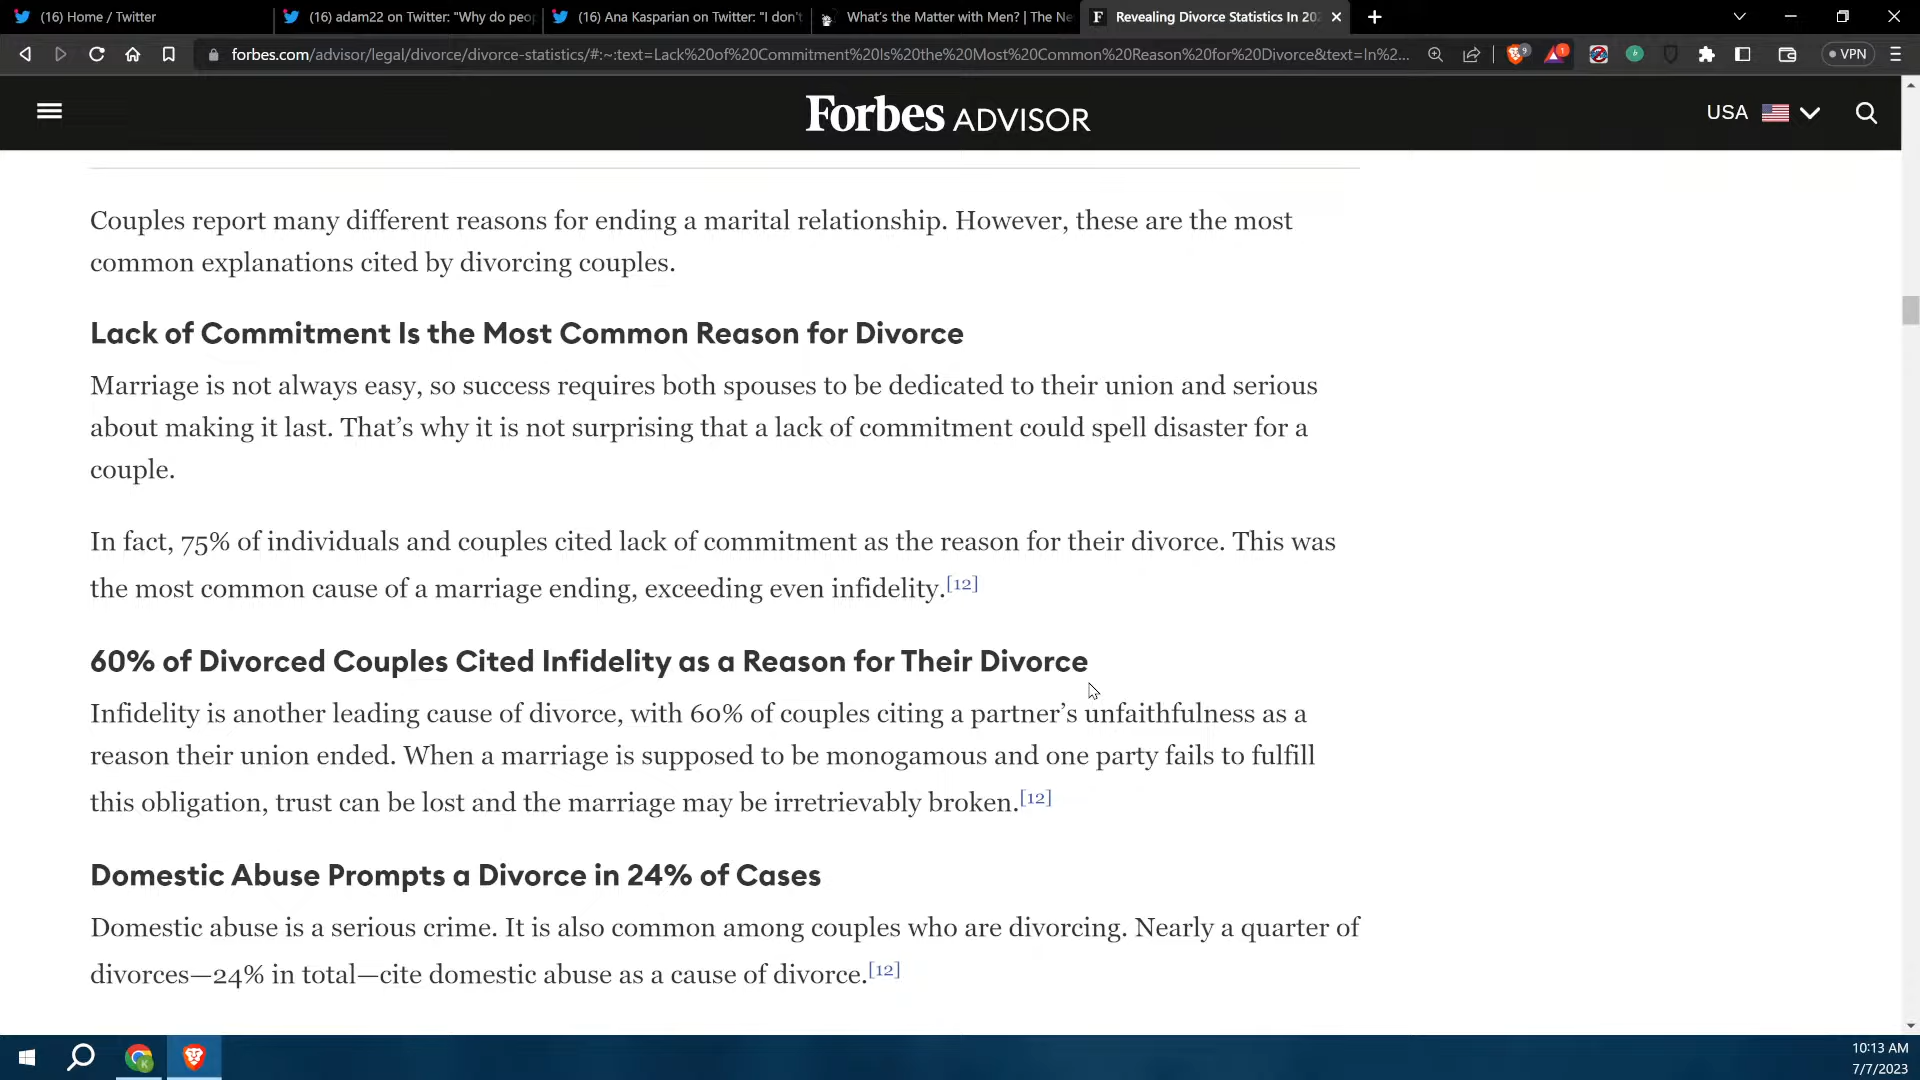 (16) Home / Twitter
(16) adam22 on Twitter: "Why do peop
(16) Ana Kasparian on Twitter: "I don't
What's the Matter with Men? | The Ne
F
Revealing Divorce Statistics In 202
forbes.com/advisor/legal/divorce/divorce-statistics/#:~:text=Lack%20of%20Commitment%20Is%20the%20Most%20Common%20Reason%20for%20Divorce&text=In%2...
9
1
VPN
Forbes ADVISOR
USA
Couples report many different reasons for ending a marital relationship. However, these are the most
common explanations cited by divorcing couples.
Lack of Commitment Is the Most Common Reason for Divorce
Marriage is not always easy, so success requires both spouses to be dedicated to their union and serious
about making it last. That's why it is not surprising that a lack of commitment could spell disaster for a
couple.
In fact, 75% of individuals and couples cited lack of commitment as the reason for their divorce. This was
the most common cause of a marriage ending, exceeding even infidelity.[12]
60% of Divorced Couples Cited Infidelity as a Reason for Their Divorce
Infidelity is another leading cause of divorce, with 60% of couples citing a partner's unfaithfulness as a
reason their union ended. When a marriage is supposed to be monogamous and one party fails to fulfill
this obligation, trust can be lost and the marriage may be irretrievably broken.[12]
Domestic Abuse Prompts a Divorce in 24% of Cases
Domestic abuse is a serious crime. It is also common among couples who are divorcing. Nearly a quarter of
divorces—24% in total—cite domestic abuse as a cause of divorce.[12]
K
10:13 AM
7/7/2023